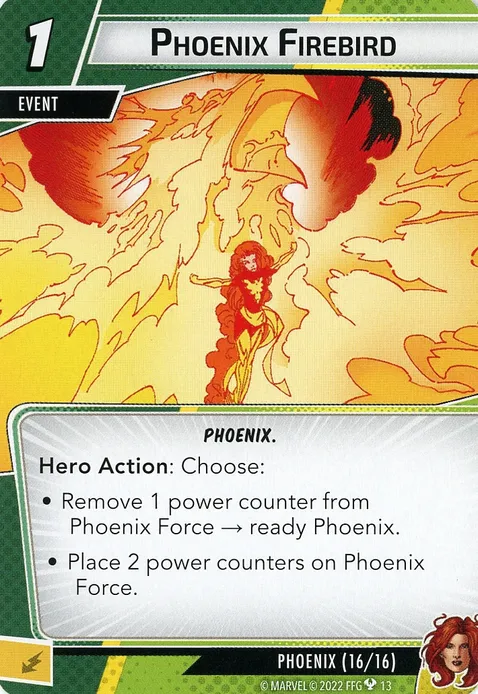 1
PHOENIX FIREBIRD
EVENT
PHOENIX.
Hero Action: Choose:
• Remove 1 power counter from
Phoenix Force → ready Phoenix.
• Place 2 power counters on Phoenix
Force.
PHOENIX (16/16)
© MARVEL © 2022 FFG 13